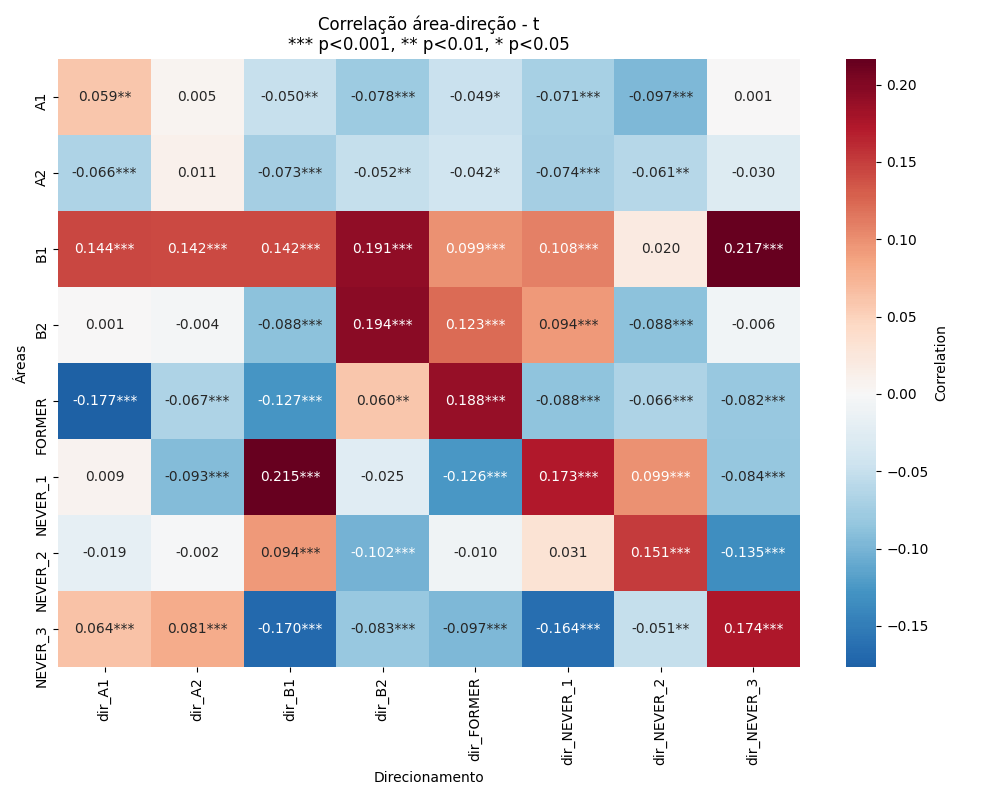 Correlação área-direção - t
*** p<0.001, ** p<0.01, * p<0.05
Áreas
A1 0.059** 0.005 -0.050** -0.078*** -0.049* -0.071*** -0.097*** 0.001
A2 -0.066*** 0.011 -0.073*** -0.052** -0.042* -0.074*** -0.061** -0.030
B1 0.144*** 0.142*** 0.142*** 0.191*** 0.099*** 0.108*** 0.020 0.217***
B2 0.001 -0.004 -0.088*** 0.194*** 0.123*** 0.094*** -0.088*** -0.006
FORMER -0.177*** -0.067*** -0.127*** 0.060** 0.188*** -0.088*** -0.066*** -0.082***
NEVER_1 0.009 -0.093*** 0.215*** -0.025 -0.126*** 0.173*** 0.099*** -0.084***
NEVER_2 -0.019 -0.002 0.094*** -0.102*** -0.010 0.031 0.151*** -0.135***
NEVER_3 0.064*** 0.081*** -0.170*** -0.083*** -0.097*** -0.164*** -0.051** 0.174***
dir_A1 dir_A2 dir_B1 dir_B2 dir_FORMER dir_NEVER_1 dir_NEVER_2 dir_NEVER_3
Direcionamento
0.20
0.15
0.10
0.05
0.00
−0.05
−0.10
−0.15
Correlation